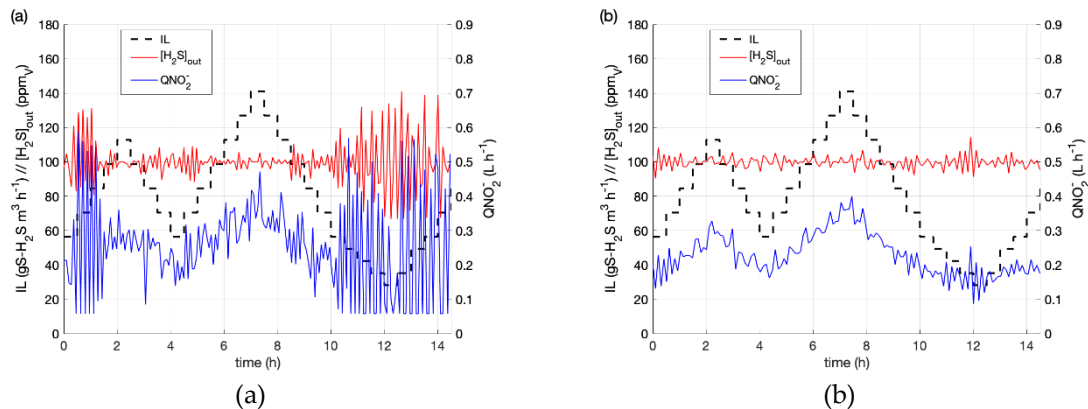 (a)
180
160
140
120
100
80
60
40
20
0
IL (gS-H₂S m³ h⁻¹) // [H₂S]out (ppmV)
IL
[H₂S]out
QNO₂⁻
0.9
0.8
0.7
0.6
0.5
0.4
0.3
0.2
0.1
0
QNO₂⁻ (L h⁻¹)
0 2 4 6 8 10 12 14
time (h)
(a)
(b)
180
160
140
120
100
80
60
40
20
0
IL (gS-H₂S m³ h⁻¹) // [H₂S]out (ppmV)
IL
[H₂S]out
QNO₂⁻
0.9
0.8
0.7
0.6
0.5
0.4
0.3
0.2
0.1
0
QNO₂⁻ (L h⁻¹)
0 2 4 6 8 10 12 14
time (h)
(b)